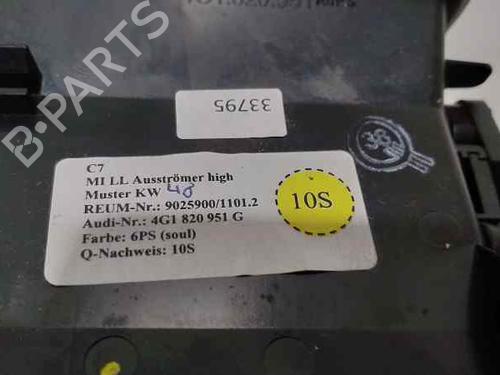 33795
C7
MI LL Ausströmer high
Muster KW 48
REUM-Nr.: 9025900/1101.2
Audi-Nr.: 4G1 820 951 G
Farbe: 6PS (soul)
Q-Nachweis: 10S
10S
B-PARTS